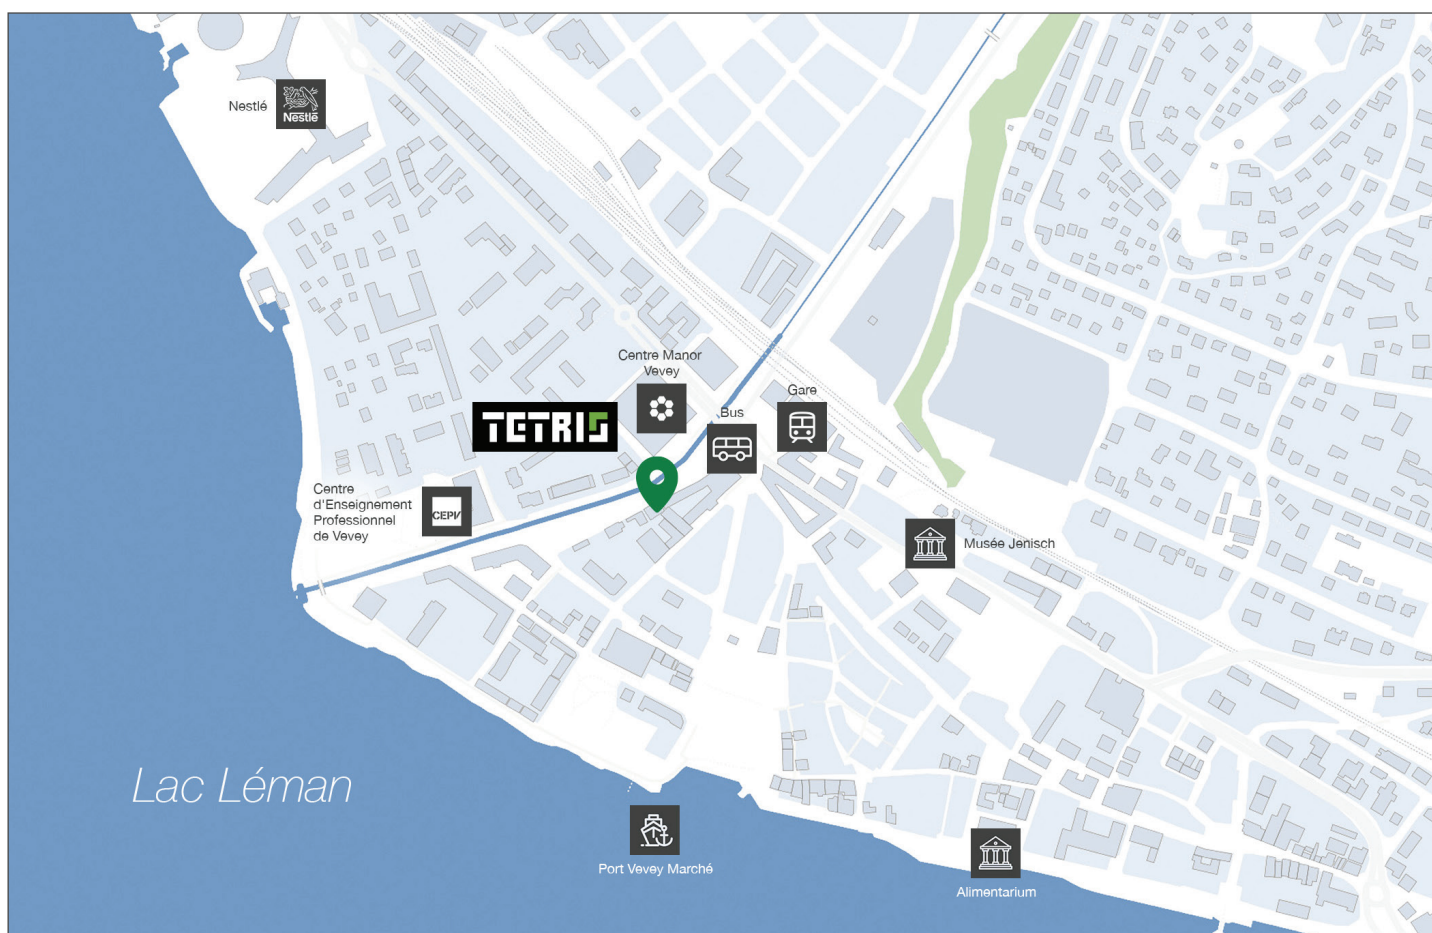 Nestlé
Nestlé
Centre Manor
Vevey
Gare
TETRIS
Bus
Centre
d'Enseignement
Professionnel
de Vevey
CEPV
Musée Jenisch
Lac Léman
Port Vevey Marché
Alimentarium